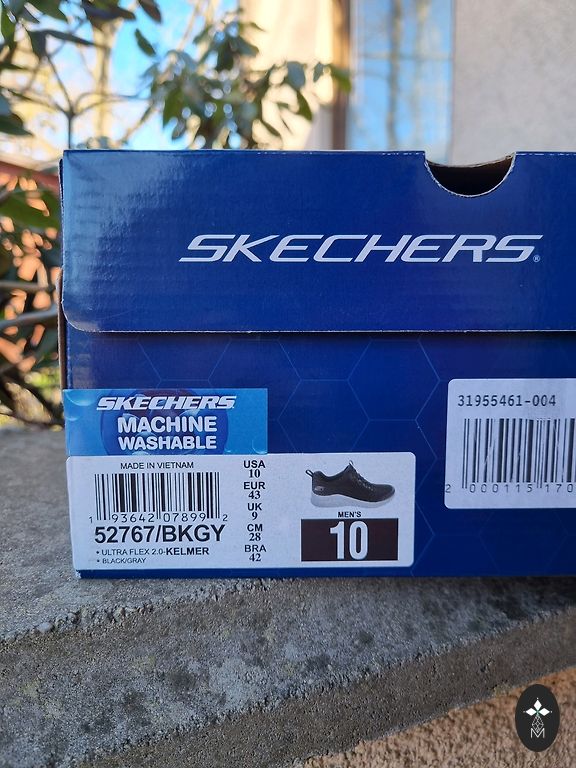 SKECHERS®
SKECHERS
MACHINE
WASHABLE
MADE IN VIETNAM
1 93642 07899 2
52767/BKGY
• ULTRA FLEX 2.0-KELMER
• BLACK/GRAY
USA
10
EUR
43
UK
9
CM
28
BRA
42
MEN'S
10
31955461-004
2 000115 170
M